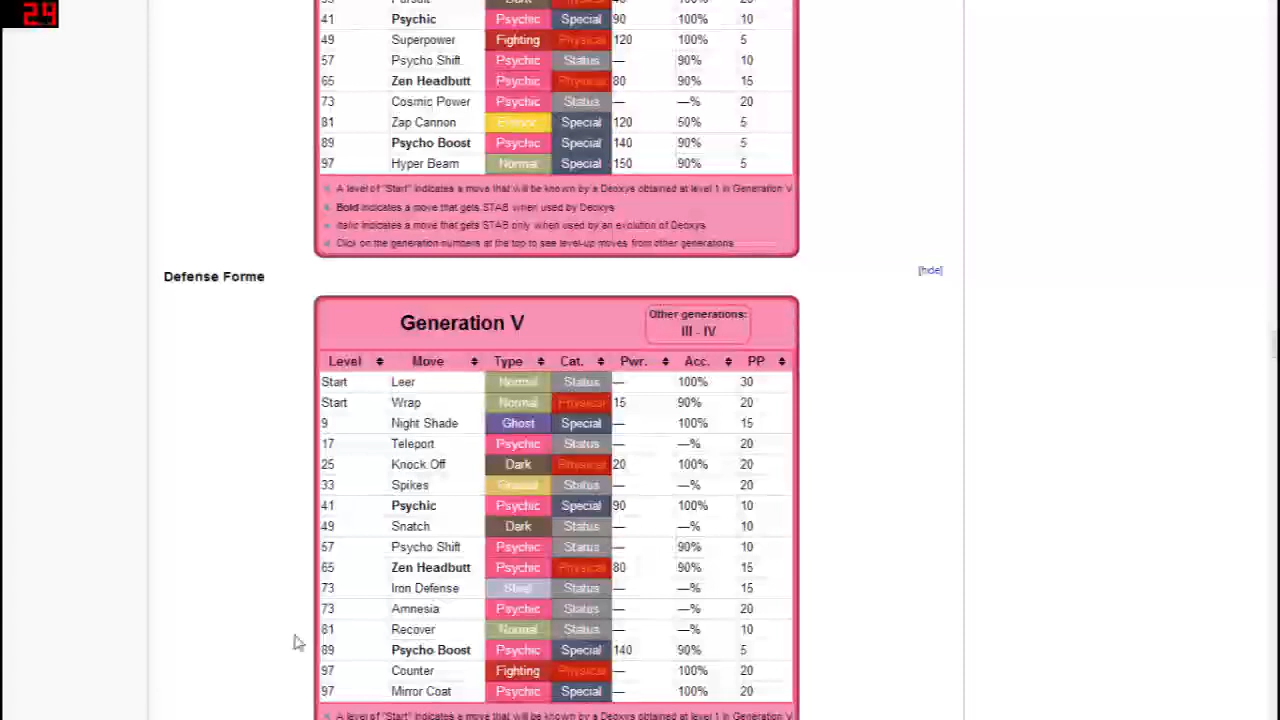 24
41 Psychic Psychic Special 90 100% 10
49 Superpower Fighting Physical 120 100% 5
57 Psycho Shift Psychic Status — 90% 10
65 Zen Headbutt Psychic Physical 80 90% 15
73 Cosmic Power Psychic Status — —% 20
81 Zap Cannon Electric Special 120 50% 5
89 Psycho Boost Psychic Special 140 90% 5
97 Hyper Beam Normal Special 150 90% 5
A level of "Start" indicates a move that will be known by a Deoxys obtained at level 1 in Generation V
Bold indicates a move that gets STAB when used by Deoxys
Italic indicates a move that gets STAB only when used by an evolution of Deoxys
Click on the generation numbers at the top to see level-up moves from other generations
Defense Forme [hide]
Generation V Other generations:
III - IV
Level Move Type Cat. Pwr. Acc. PP
Start Leer Normal Status — 100% 30
Start Wrap Normal Physical 15 90% 20
9 Night Shade Ghost Special — 100% 15
17 Teleport Psychic Status — —% 20
25 Knock Off Dark Physical 20 100% 20
33 Spikes Ground Status — —% 20
41 Psychic Psychic Special 90 100% 10
49 Snatch Dark Status — —% 10
57 Psycho Shift Psychic Status — 90% 10
65 Zen Headbutt Psychic Physical 80 90% 15
73 Iron Defense Steel Status — —% 15
73 Amnesia Psychic Status — —% 20
81 Recover Normal Status — —% 10
89 Psycho Boost Psychic Special 140 90% 5
97 Counter Fighting Physical — 100% 20
97 Mirror Coat Psychic Special — 100% 20
A level of "Start" indicates a move that will be known by a Deoxys obtained at level 1 in Generation V